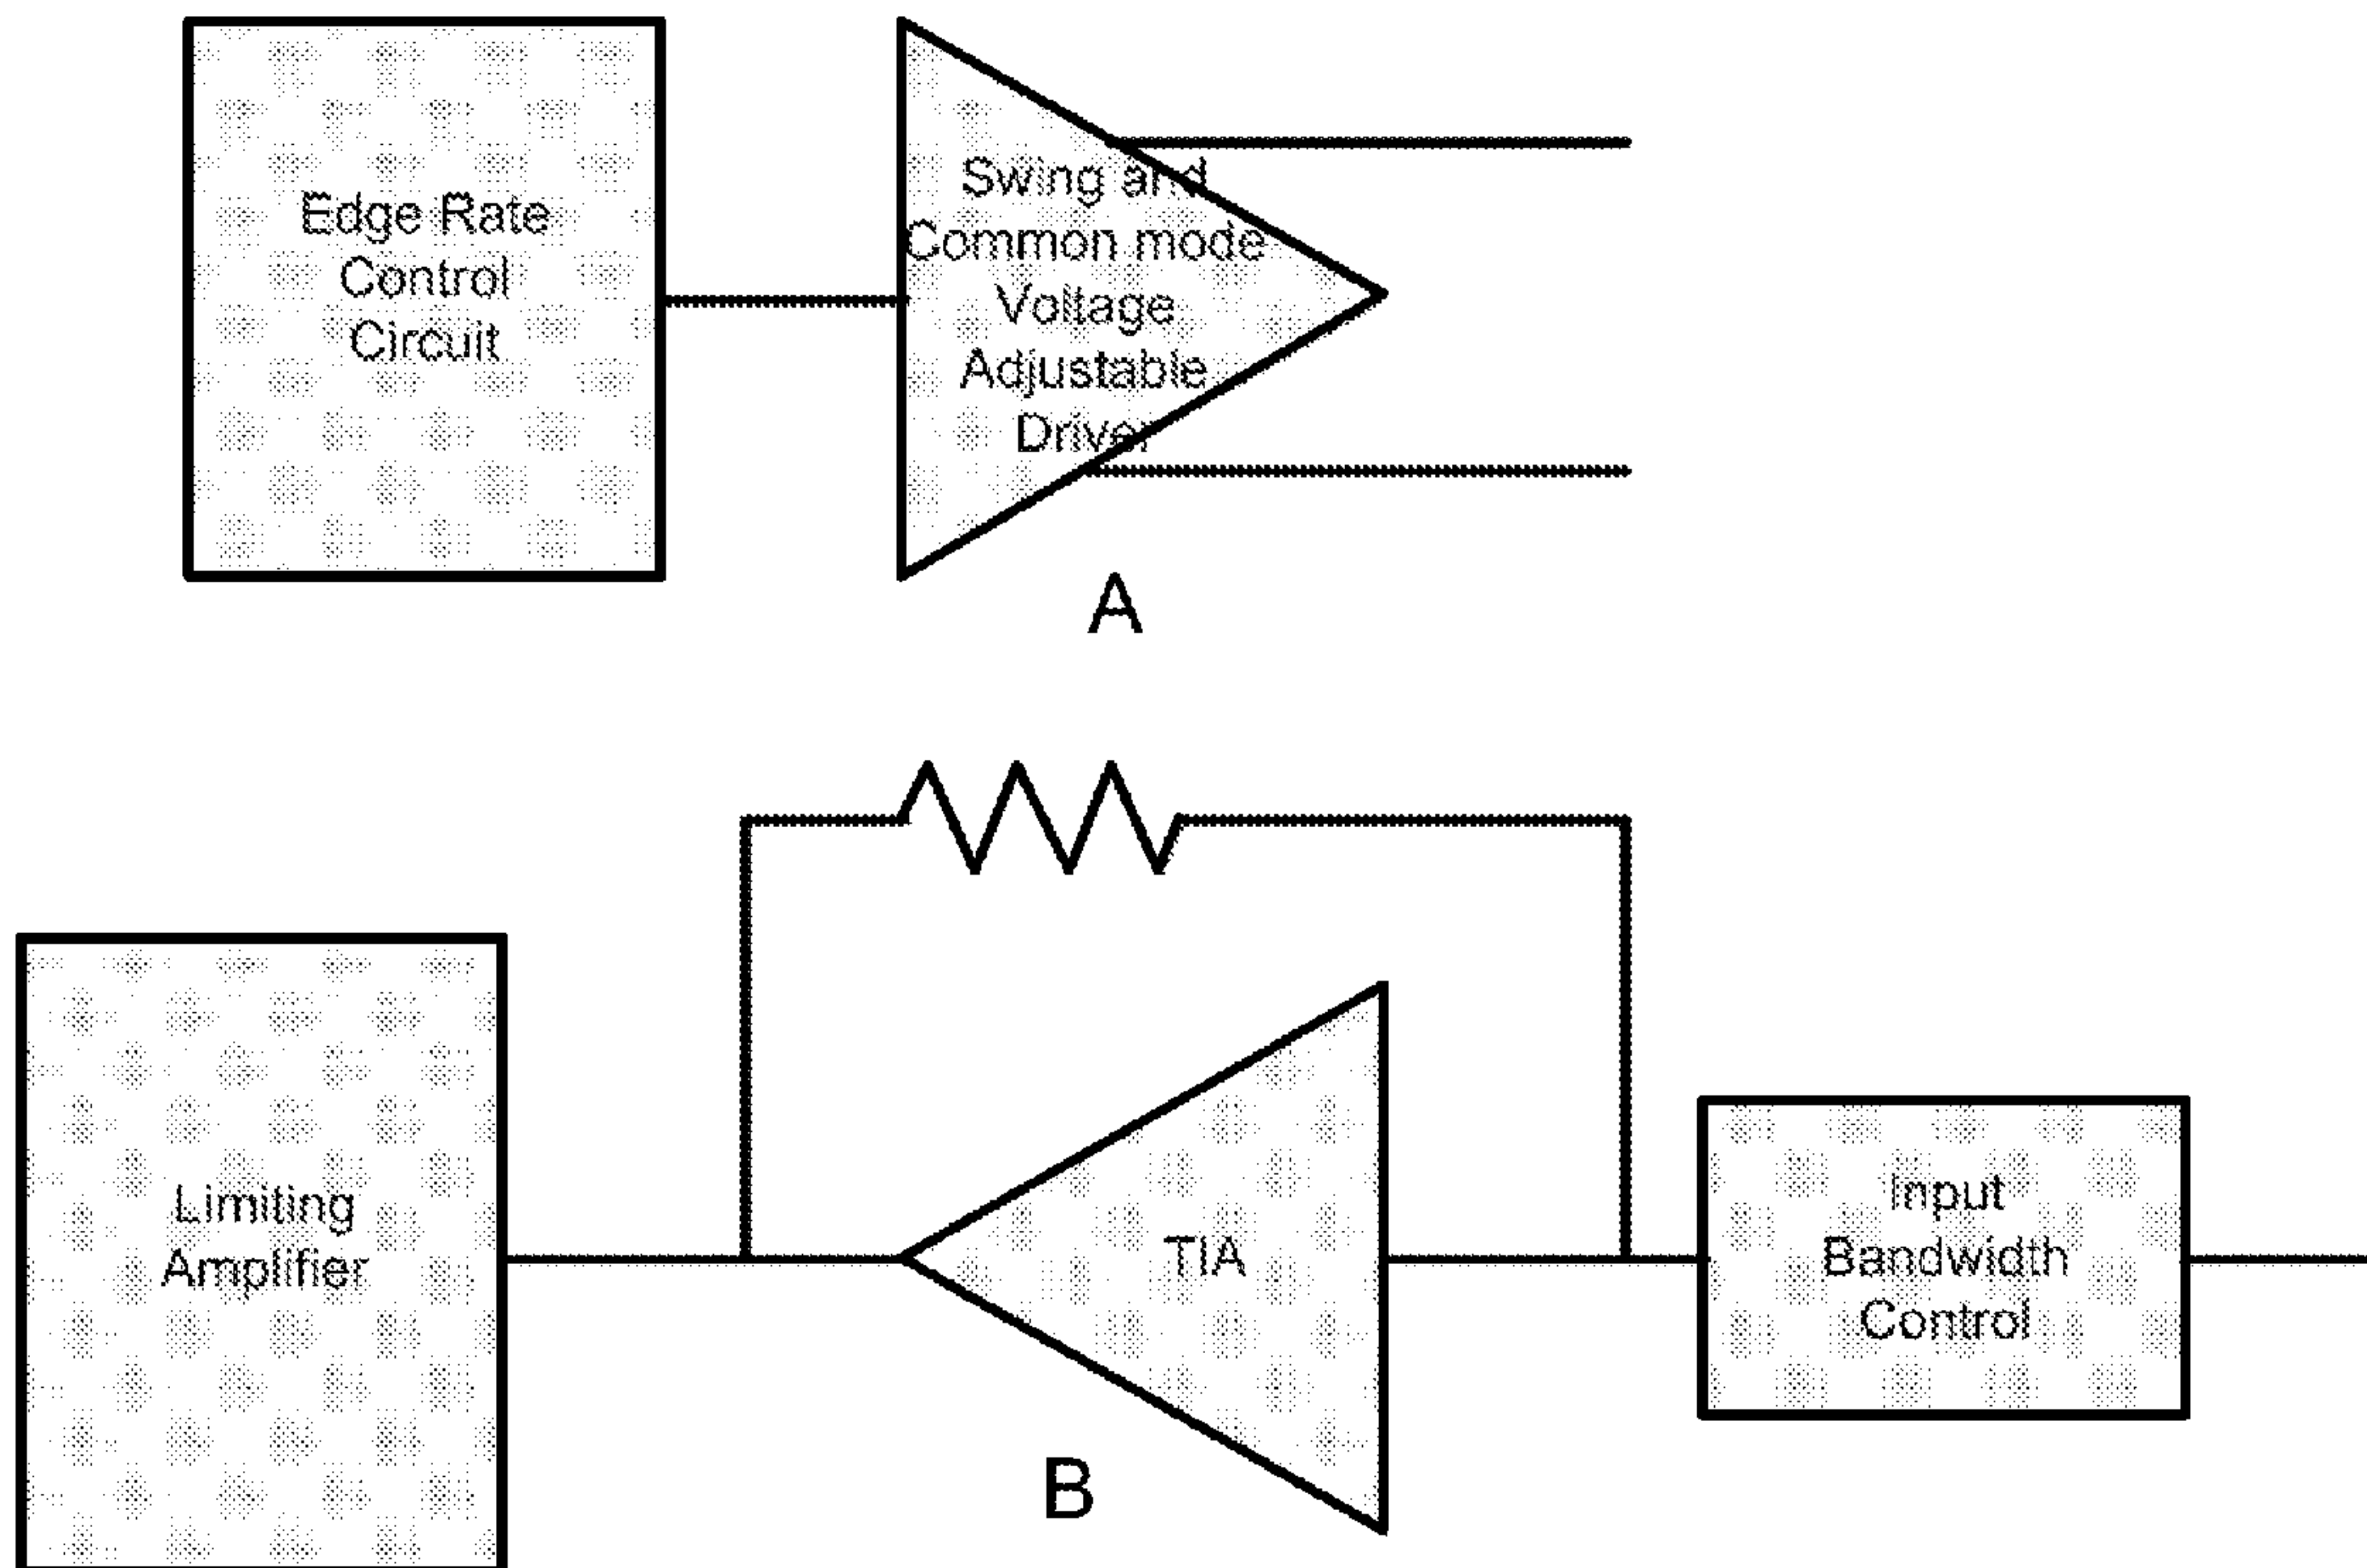 Edge Rate
Control
Circuit
Swing and
Common mode
Voltage
Adjustable
Driver
A
Limiting
Amplifier
TIA
Input
Bandwidth
Control
B